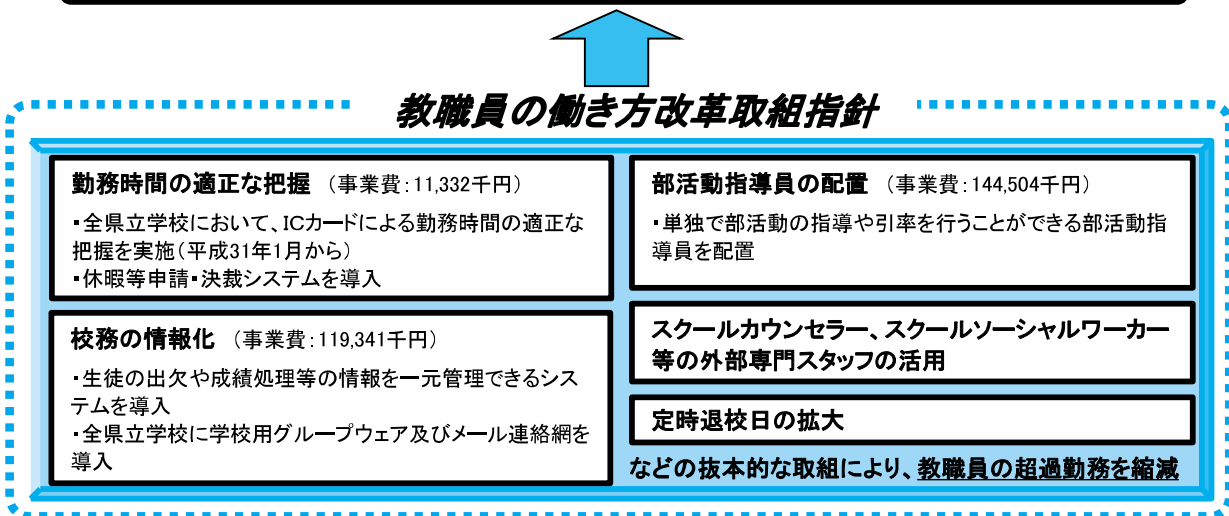 教職員の働き方改革取組指針
勤務時間の適正な把握 （事業費：11,332千円）
・全県立学校において、ICカードによる勤務時間の適正な
把握を実施（平成31年1月から）
・休暇等申請・決裁システムを導入
校務の情報化 （事業費：119,341千円）
・生徒の出欠や成績処理等の情報を一元管理できるシス
テムを導入
・全県立学校に学校用グループウェア及びメール連絡網を
導入
部活動指導員の配置 （事業費：144,504千円）
・単独で部活動の指導や引率を行うことができる部活動指
導員を配置
スクールカウンセラー、スクールソーシャルワーカー
等の外部専門スタッフの活用
定時退校日の拡大
などの抜本的な取組により、教職員の超過勤務を縮減